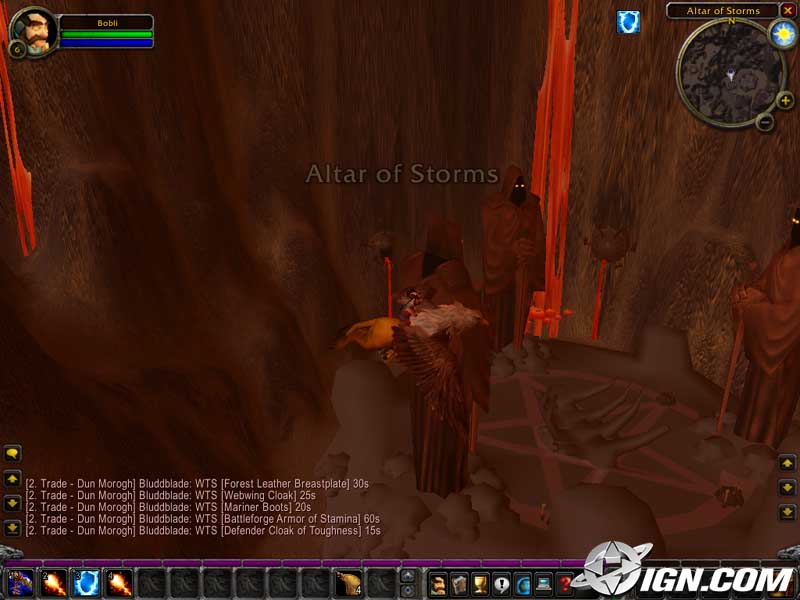 Bobli
6
Altar of Storms
N
Altar of Storms
[2. Trade - Dun Morogh] Bluddblade: WTS [Forest Leather Breastplate] 30s
[2. Trade - Dun Morogh] Bluddblade: WTS [Webwing Cloak] 25s
[2. Trade - Dun Morogh] Bluddblade: WTS [Mariner Boots] 20s
[2. Trade - Dun Morogh] Bluddblade: WTS [Battleforge Armor of Stamina] 60s
[2. Trade - Dun Morogh] Bluddblade: WTS [Defender Cloak of Toughness] 15s
2 4 4
IGN.COM